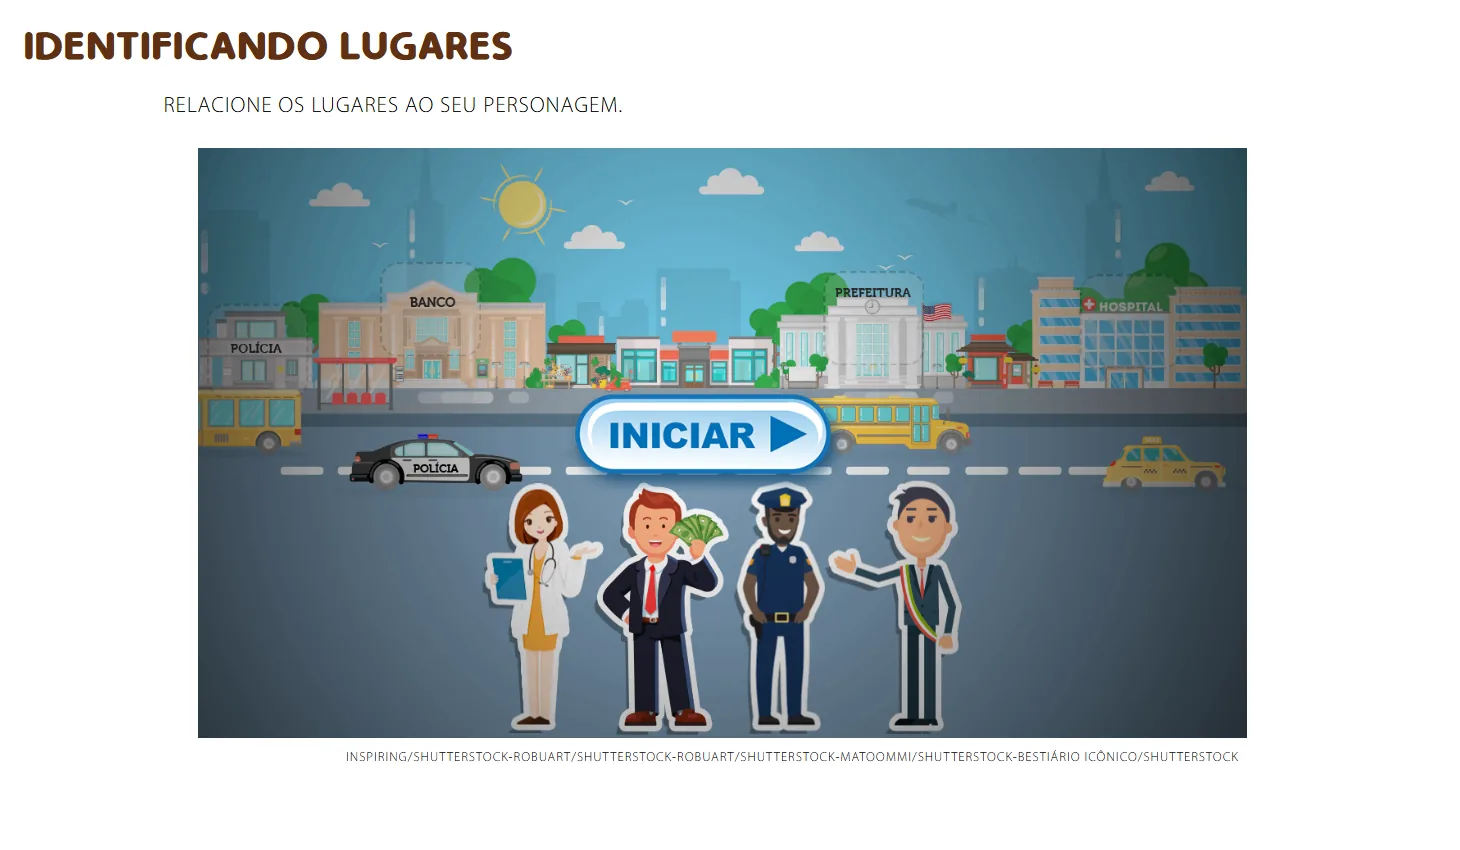 IDENTIFICANDO LUGARES
RELACIONE OS LUGARES AO SEU PERSONAGEM.
PREFEITURA
BANCO
HOSPITAL
POLÍCIA
INICIAR
POLÍCIA
INSPIRING/SHUTTERSTOCK-ROBUART/SHUTTERSTOCK-ROBUART/SHUTTERSTOCK-MATOOMMI/SHUTTERSTOCK-BESTIÁRIO ICÔNICO/SHUTTERSTOCK